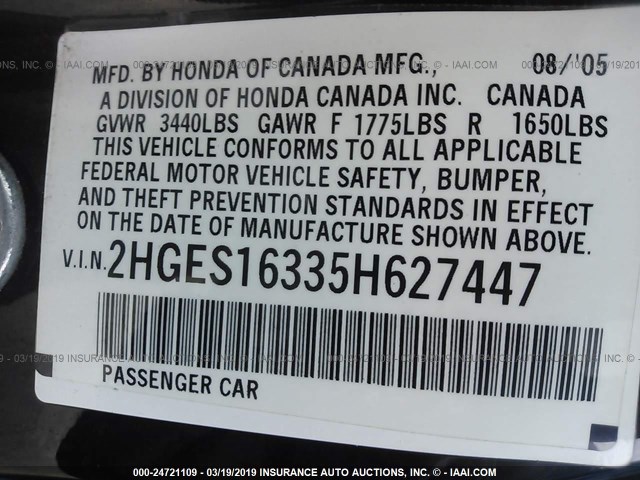 MFD. BY HONDA OF CANADA MFG., 08/'05
A DIVISION OF HONDA CANADA INC. CANADA
GVWR 3440LBS GAWR F 1775LBS R 1650LBS
THIS VEHICLE CONFORMS TO ALL APPLICABLE
FEDERAL MOTOR VEHICLE SAFETY, BUMPER,
AND THEFT PREVENTION STANDARDS IN EFFECT
ON THE DATE OF MANUFACTURE SHOWN ABOVE.
V.I.N. 2HGES16335H627447
PASSENGER CAR
000-24721109 - 03/19/2019 INSURANCE AUTO AUCTIONS, INC. - © - IAAI.COM